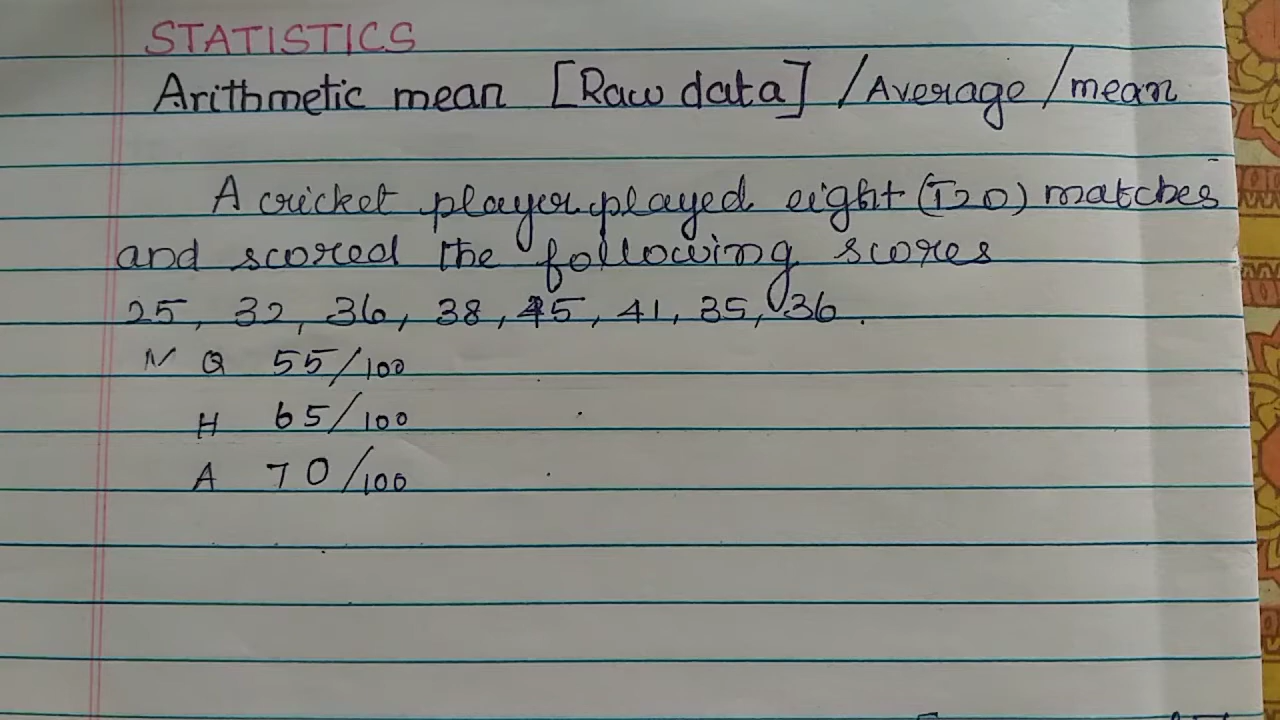 STATISTICS
Arithmetic mean [Raw data] / Average / mean
A cricket player played eight (T20) matches
and scored the following scores
25, 32, 36, 38, 45, 41, 35, 36.
N Q 55/100
H 65/100
A 70/100